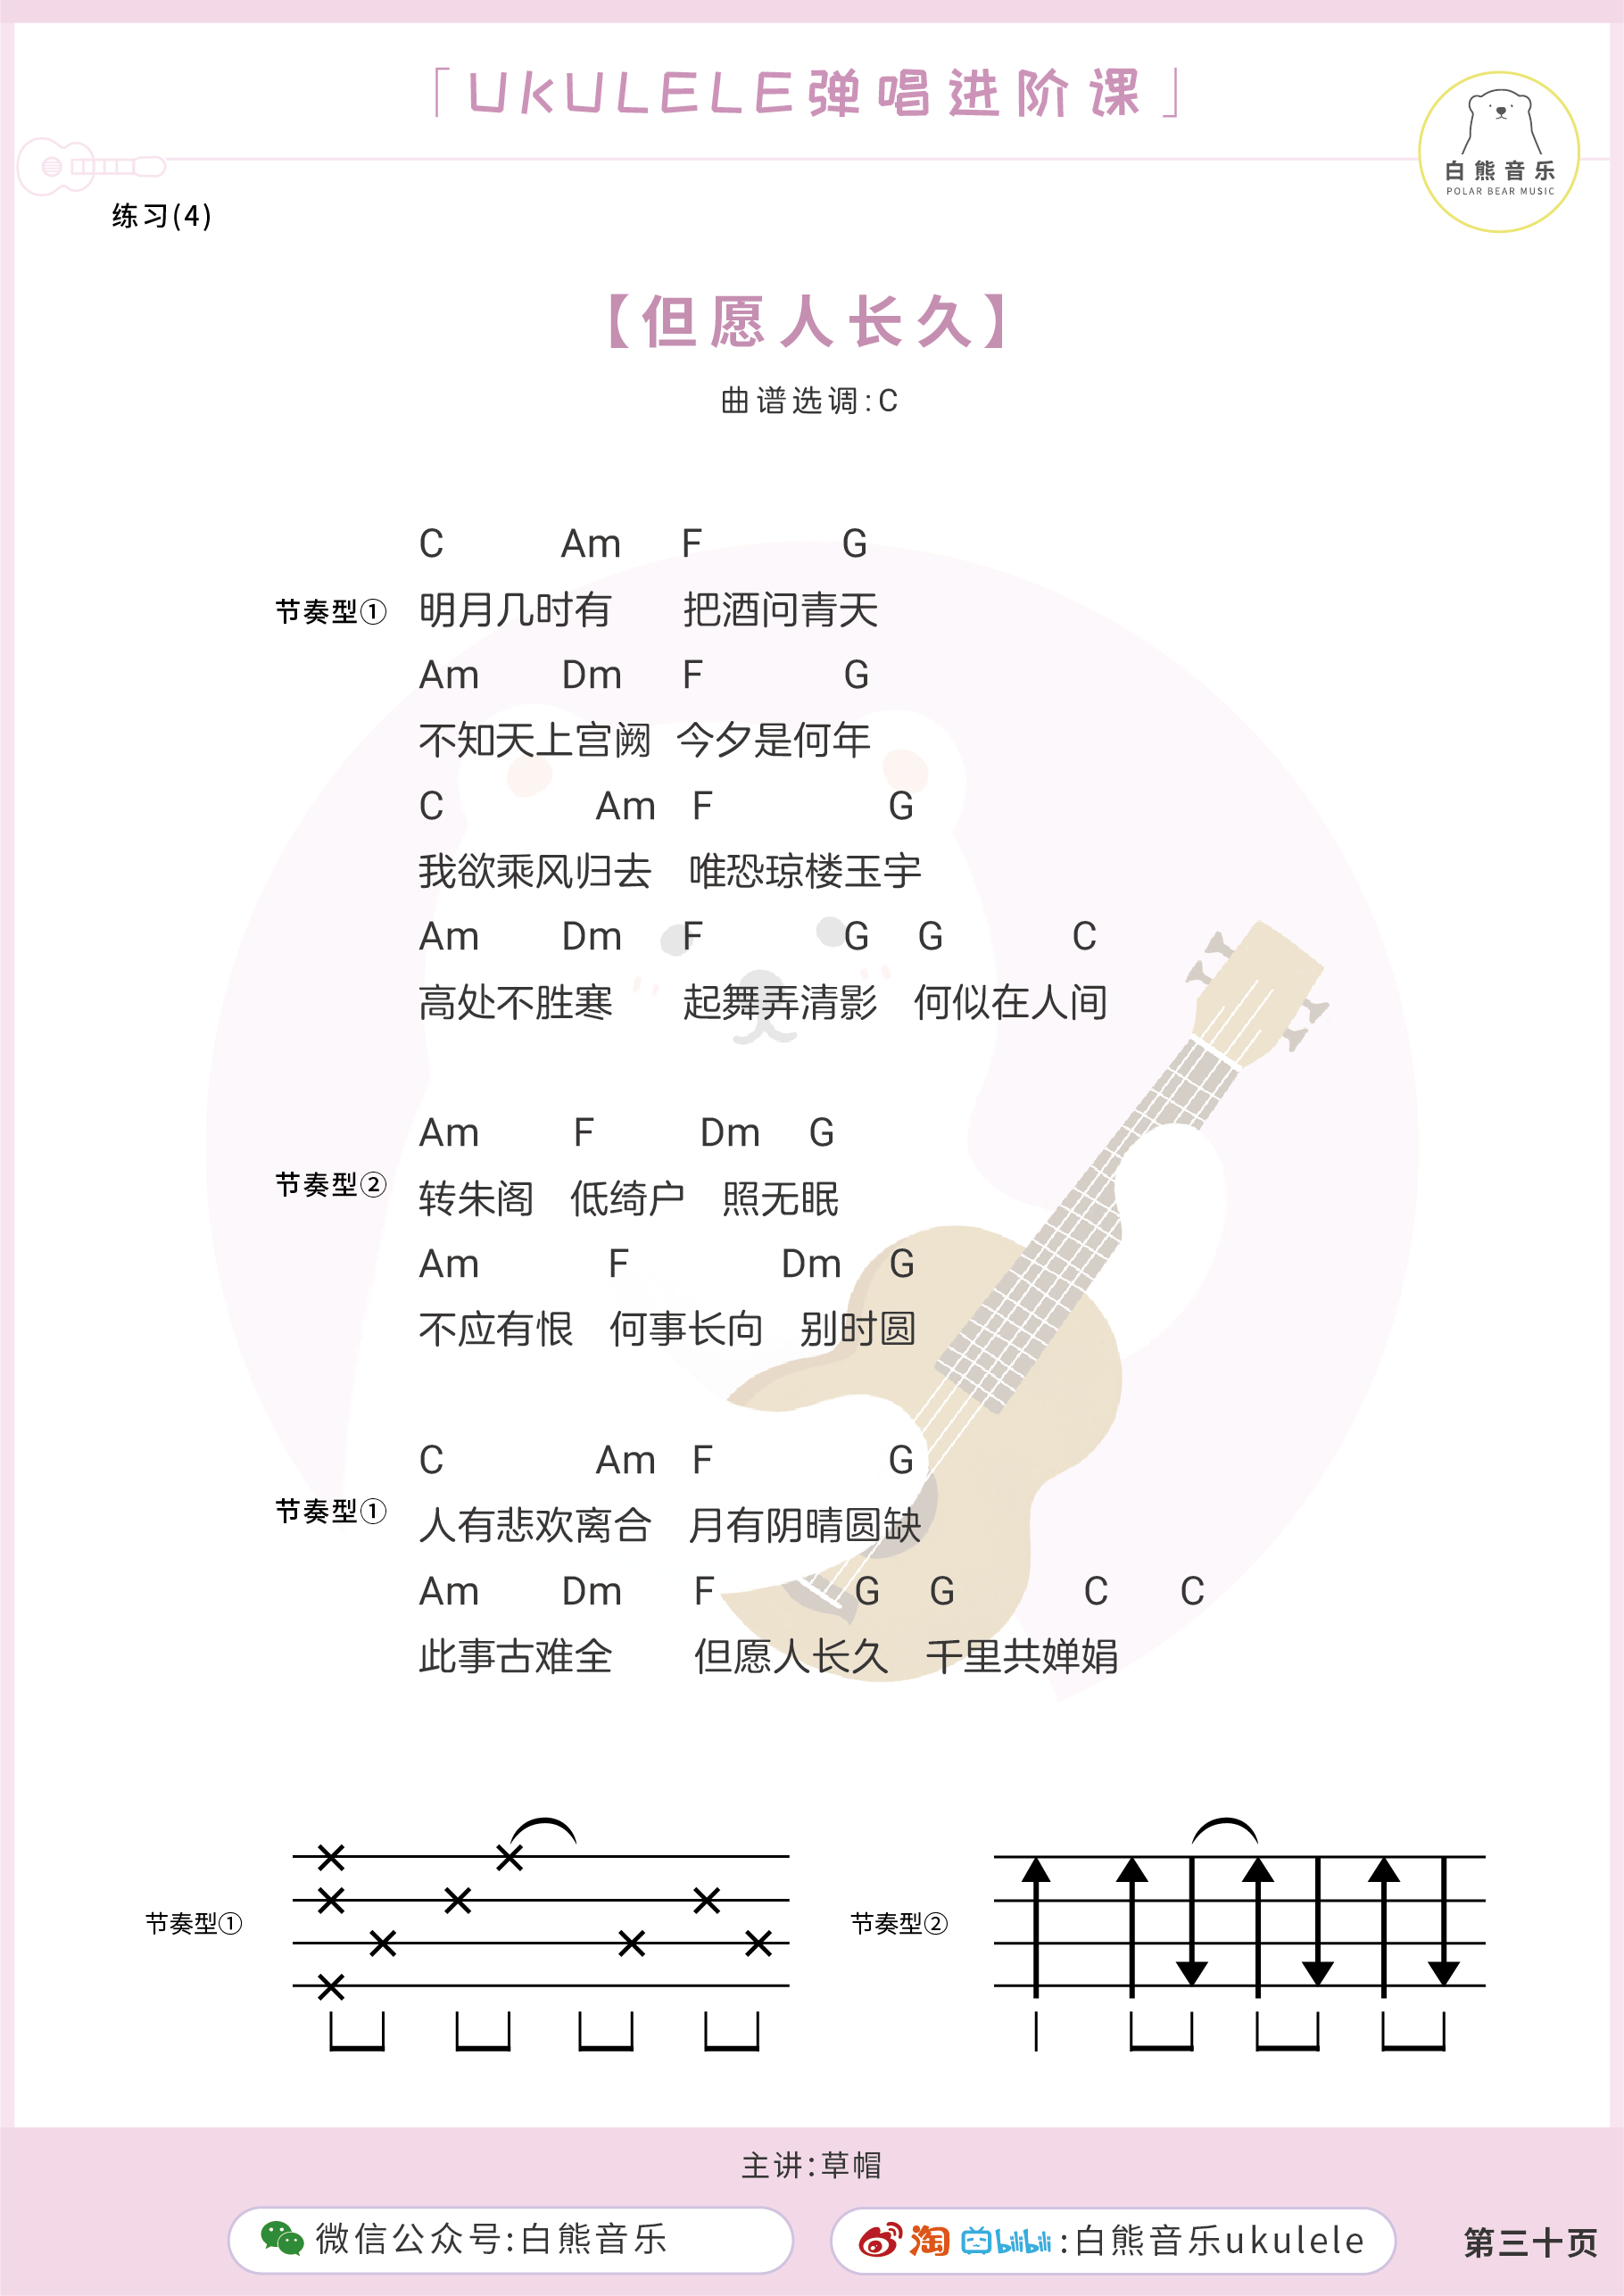 「UKULELE弹唱进阶课」
白熊音乐
POLAR BEAR MUSIC
练习(4)
【但愿人长久】
曲谱选调:C
C Am F G
节奏型① 明月几时有 把酒问青天
Am Dm F G
不知天上宫阙 今夕是何年
C Am F G
我欲乘风归去 唯恐琼楼玉宇
Am Dm F G G C
高处不胜寒 起舞弄清影 何似在人间
Am F Dm G
节奏型② 转朱阁 低绮户 照无眠
Am F Dm G
不应有恨 何事长向 别时圆
C Am F G
节奏型① 人有悲欢离合 月有阴晴圆缺
Am Dm F G G C C
此事古难全 但愿人长久 千里共婵娟
节奏型① 节奏型②
主讲:草帽
微信公众号:白熊音乐
淘 bilibili :白熊音乐ukulele
第三十页